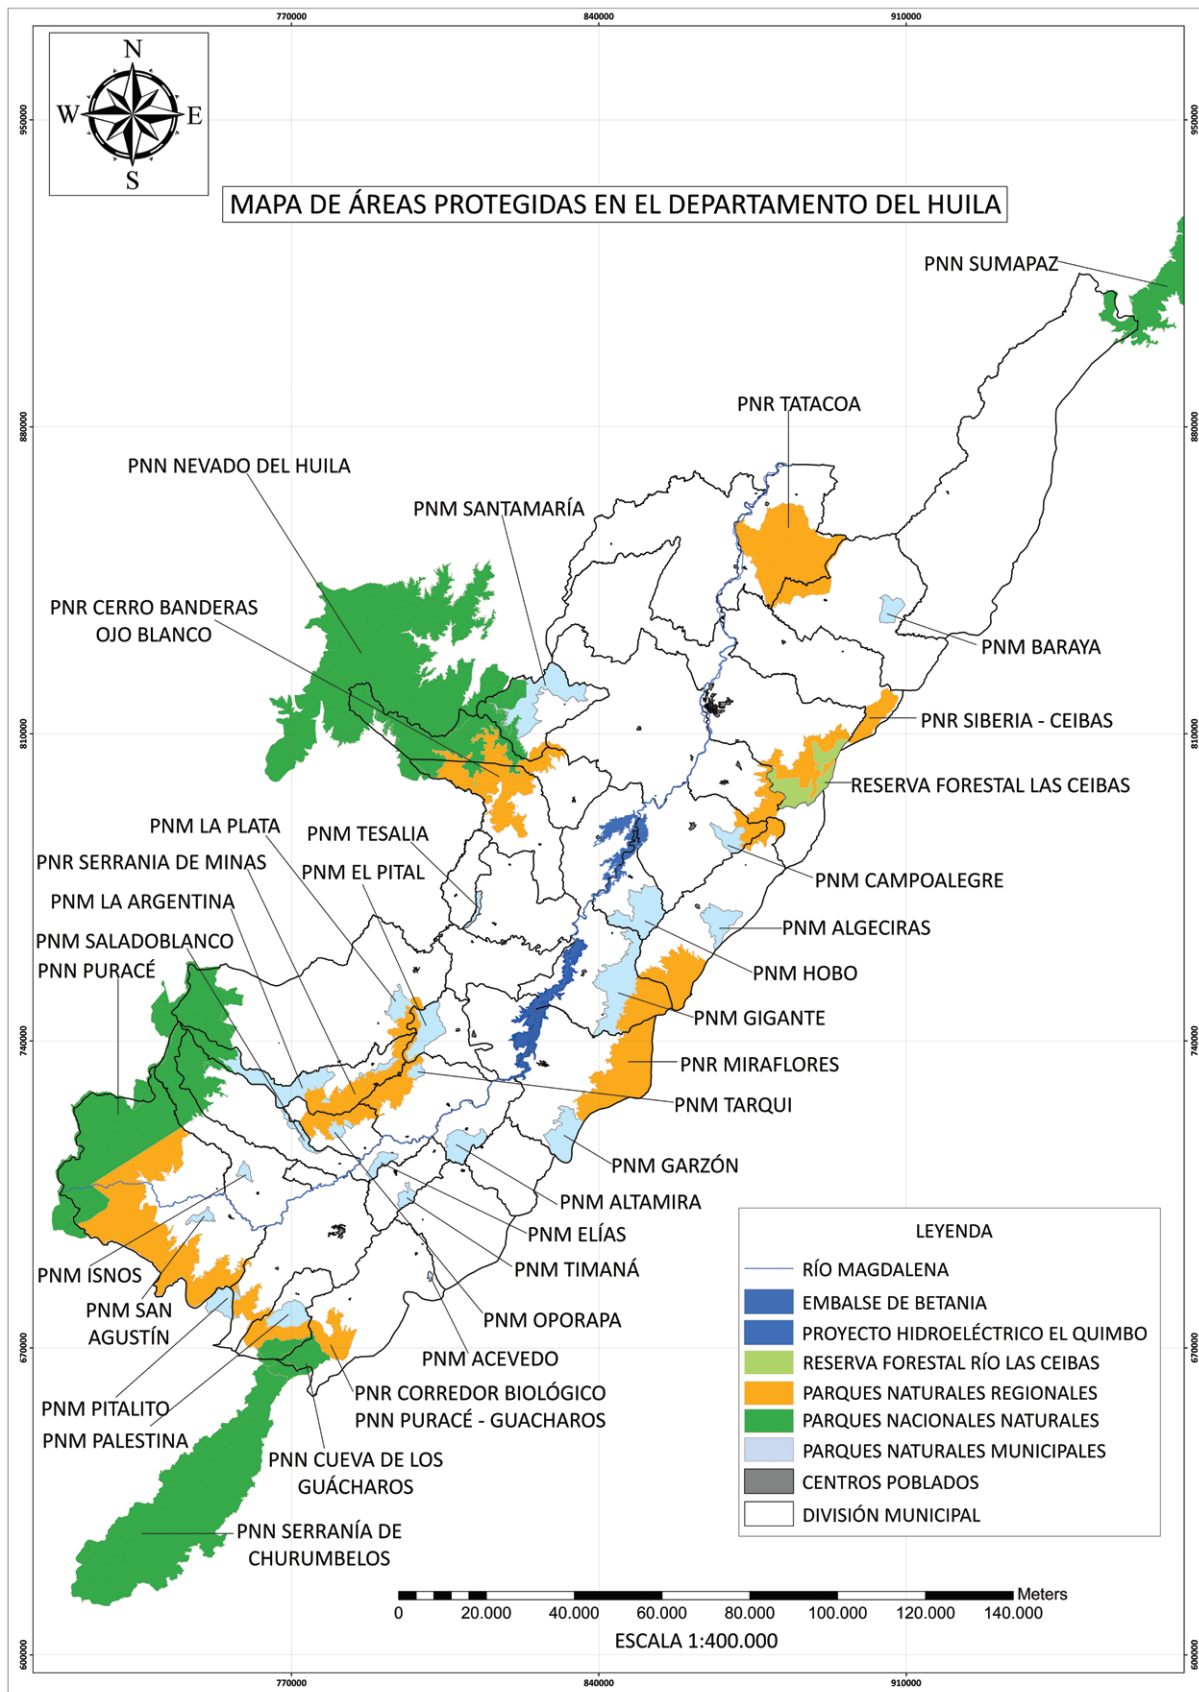 770000
840000
910000
N
W
E
S
950000
950000
MAPA DE ÁREAS PROTEGIDAS EN EL DEPARTAMENTO DEL HUILA
PNN SUMAPAZ
PNR TATACOA
880000
880000
PNN NEVADO DEL HUILA
PNM SANTAMARÍA
PNR CERRO BANDERAS
OJO BLANCO
PNM BARAYA
PNR SIBERIA - CEIBAS
810000
810000
RESERVA FORESTAL LAS CEIBAS
PNM LA PLATA
PNM TESALIA
PNR SERRANIA DE MINAS
PNM EL PITAL
PNM CAMPOALEGRE
PNM LA ARGENTINA
PNM ALGECIRAS
PNM SALADOBLANCO
PNN PURACÉ
PNM HOBO
PNM GIGANTE
740000
740000
PNR MIRAFLORES
PNM TARQUI
PNM GARZÓN
PNM ALTAMIRA
PNM ELÍAS
PNM TIMANÁ
PNM ISNOS
PNM SAN
AGUSTÍN
PNM OPORAPA
PNM ACEVEDO
670000
670000
PNR CORREDOR BIOLÓGICO
PNN PURACÉ - GUACHAROS
PNM PITALITO
PNM PALESTINA
PNN CUEVA DE LOS
GUÁCHAROS
PNN SERRANÍA DE
CHURUMBELOS
LEYENDA
RÍO MAGDALENA
EMBALSE DE BETANIA
PROYECTO HIDROELÉCTRICO EL QUIMBO
RESERVA FORESTAL RÍO LAS CEIBAS
PARQUES NATURALES REGIONALES
PARQUES NACIONALES NATURALES
PARQUES NATURALES MUNICIPALES
CENTROS POBLADOS
DIVISIÓN MUNICIPAL
Meters
0 20.000 40.000 60.000 80.000 100.000 120.000 140.000
ESCALA 1:400.000
600000
600000
770000
840000
910000